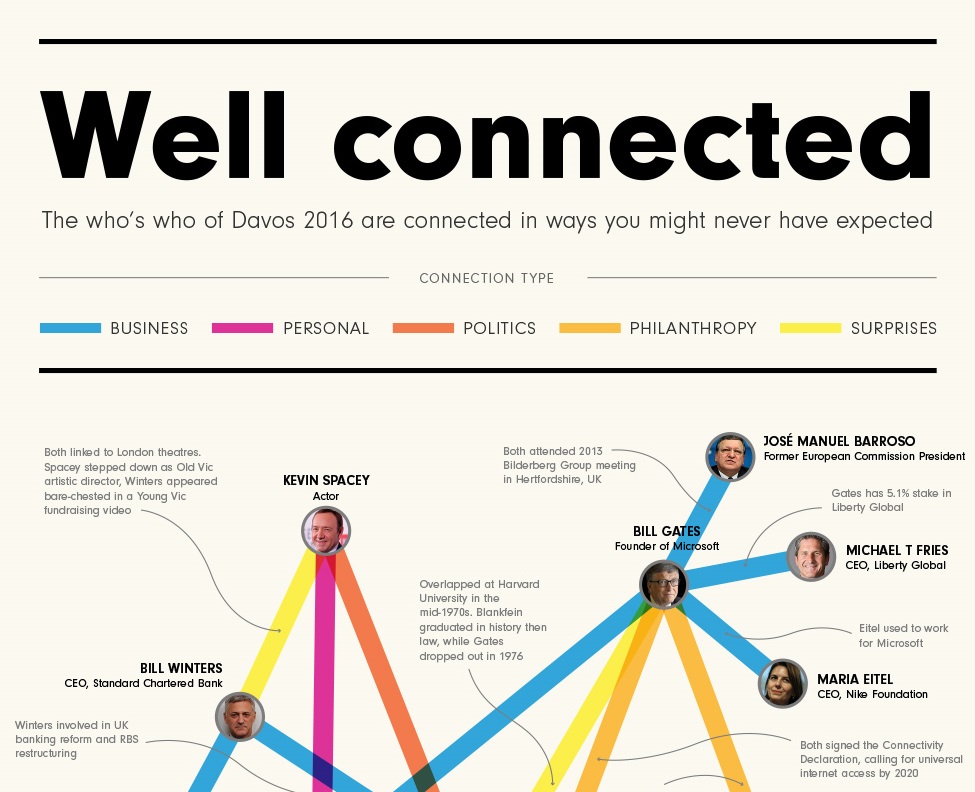 Well connected
The who's who of Davos 2016 are connected in ways you might never have expected
CONNECTION TYPE
BUSINESS
PERSONAL
POLITICS
PHILANTHROPY
SURPRISES
Both linked to London theatres.
Spacey stepped down as Old Vic
artistic director, Winters appeared
bare-chested in a Young Vic
fundraising video
KEVIN SPACEY
Actor
Both attended 2013
Bilderberg Group meeting
in Hertfordshire, UK
JOSÉ MANUEL BARROSO
Former European Commission President
Gates has 5.1% stake in
Liberty Global
BILL GATES
Founder of Microsoft
MICHAEL T FRIES
CEO, Liberty Global
Overlapped at Harvard
University in the
mid-1970s. Blankfein
graduated in history then
law, while Gates
dropped out in 1976
Eitel used to work
for Microsoft
BILL WINTERS
CEO, Standard Chartered Bank
MARIA EITEL
CEO, Nike Foundation
Winters involved in UK
banking reform and RBS
restructuring
Both signed the Connectivity
Declaration, calling for universal
internet access by 2020